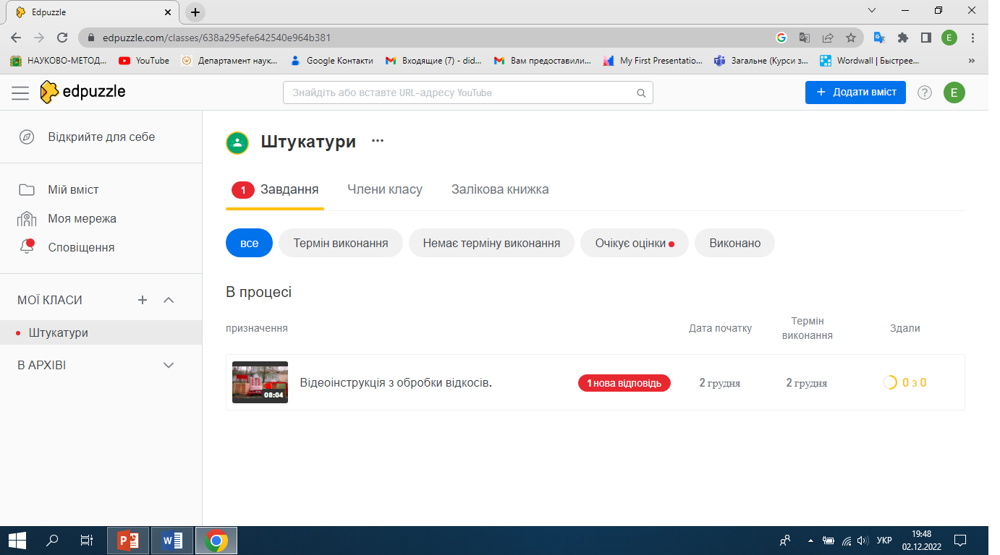 Edpuzzle
edpuzzle.com/classes/638a295efe642540e964b381
E
НАУКОВО-МЕТОД...
YouTube
Департамент наук...
Google Контакти
Входящие (7) - did...
Вам предоставили...
My First Presentatio...
Загальне (Курси з...
Wordwall | Быстрее...
»
edpuzzle
Знайдіть або вставте URL-адресу YouTube
+ Додати вміст
?
E
Відкрийте для себе
Мій вміст
Моя мережа
Сповіщення
МОЇ КЛАСИ
Штукатури
В АРХІВІ
Штукатури ...
1 Завдання
Члени класу
Залікова книжка
все
Термін виконання
Немає терміну виконання
Очікує оцінки
Виконано
В процесі
призначення
Дата початку
Термін
виконання
Здали
08:04
Відеоінструкція з обробки відкосів.
1 нова відповідь
2 грудня
2 грудня
0 з 0
УКР
19:48
02.12.2022